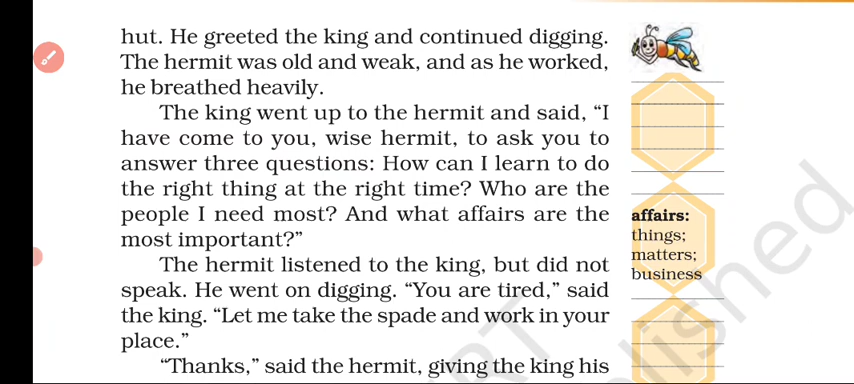 hut. He greeted the king and continued digging.
The hermit was old and weak, and as he worked,
he breathed heavily.
The king went up to the hermit and said, “I
have come to you, wise hermit, to ask you to
answer three questions: How can I learn to do
the right thing at the right time? Who are the
people I need most? And what affairs are the
most important?”
The hermit listened to the king, but did not
speak. He went on digging. “You are tired,” said
the king. “Let me take the spade and work in your
place.”
“Thanks,” said the hermit, giving the king his
affairs:
things;
matters;
business